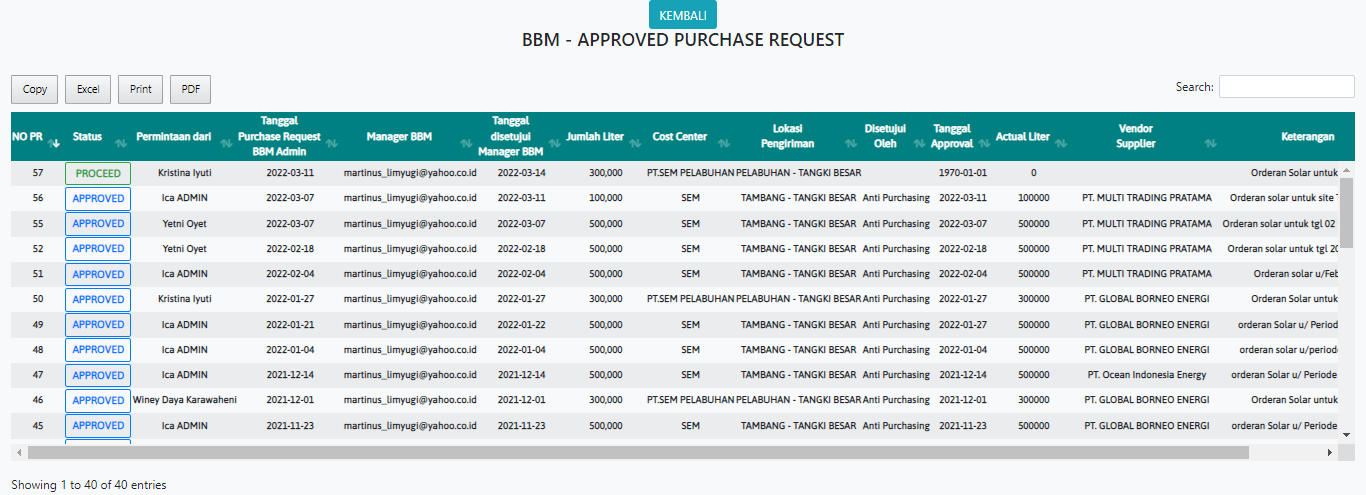 KEMBALI
BBM - APPROVED PURCHASE REQUEST
Copy Excel Print PDF Search:
NO PR Status Permintaan dari Tanggal Purchase Request BBM Admin Manager BBM Tanggal disetujui Manager BBM Jumlah Liter Cost Center Lokasi Pengiriman Disetujui Oleh Tanggal Approval Actual Liter Vendor Supplier Keterangan
57 PROCEED Kristina Iyuti 2022-03-11 martinus_limyugi@yahoo.co.id 2022-03-14 300,000 PT.SEM PELABUHAN PELABUHAN - TANGKI BESAR 1970-01-01 0 Orderan Solar untuk
56 APPROVED Ica ADMIN 2022-03-07 martinus_limyugi@yahoo.co.id 2022-03-11 100,000 SEM TAMBANG - TANGKI BESAR Anti Purchasing 2022-03-11 100000 PT. MULTI TRADING PRATAMA Orderan solar untuk site
55 APPROVED Yetni Oyet 2022-03-07 martinus_limyugi@yahoo.co.id 2022-03-07 500,000 SEM TAMBANG - TANGKI BESAR Anti Purchasing 2022-03-07 500000 PT. MULTI TRADING PRATAMA Orderan solar untuk tgl 02
52 APPROVED Yetni Oyet 2022-02-18 martinus_limyugi@yahoo.co.id 2022-02-18 500,000 SEM TAMBANG - TANGKI BESAR Anti Purchasing 2022-02-18 500000 PT. MULTI TRADING PRATAMA Orderan solar untuk tgl 20
51 APPROVED Ica ADMIN 2022-02-04 martinus_limyugi@yahoo.co.id 2022-02-04 500,000 SEM TAMBANG - TANGKI BESAR Anti Purchasing 2022-02-04 500000 PT. MULTI TRADING PRATAMA Orderan solar u/Feb
50 APPROVED Kristina Iyuti 2022-01-27 martinus_limyugi@yahoo.co.id 2022-01-27 300,000 PT.SEM PELABUHAN PELABUHAN - TANGKI BESAR Anti Purchasing 2022-01-27 300000 PT. GLOBAL BORNEO ENERGI Orderan Solar untuk
49 APPROVED Ica ADMIN 2022-01-21 martinus_limyugi@yahoo.co.id 2022-01-22 500,000 SEM TAMBANG - TANGKI BESAR Anti Purchasing 2022-01-27 500000 PT. GLOBAL BORNEO ENERGI orderan Solar u/ Period
48 APPROVED Ica ADMIN 2022-01-04 martinus_limyugi@yahoo.co.id 2022-01-04 500,000 SEM TAMBANG - TANGKI BESAR Anti Purchasing 2022-01-04 500000 PT. GLOBAL BORNEO ENERGI orderan solar u/period
47 APPROVED Ica ADMIN 2021-12-14 martinus_limyugi@yahoo.co.id 2021-12-14 500,000 SEM TAMBANG - TANGKI BESAR Anti Purchasing 2021-12-14 500000 PT. Ocean Indonesia Energy orderan Solar u/ Periode
46 APPROVED Winey Daya Karawaheni 2021-12-01 martinus_limyugi@yahoo.co.id 2021-12-01 300,000 PT.SEM PELABUHAN PELABUHAN - TANGKI BESAR Anti Purchasing 2021-12-01 300000 PT. GLOBAL BORNEO ENERGI Orderan Solar untuk
45 APPROVED Ica ADMIN 2021-11-23 martinus_limyugi@yahoo.co.id 2021-11-23 500,000 SEM TAMBANG - TANGKI BESAR Anti Purchasing 2021-11-23 500000 PT. GLOBAL BORNEO ENERGI orderan Solar u/ Periode
Showing 1 to 40 of 40 entries